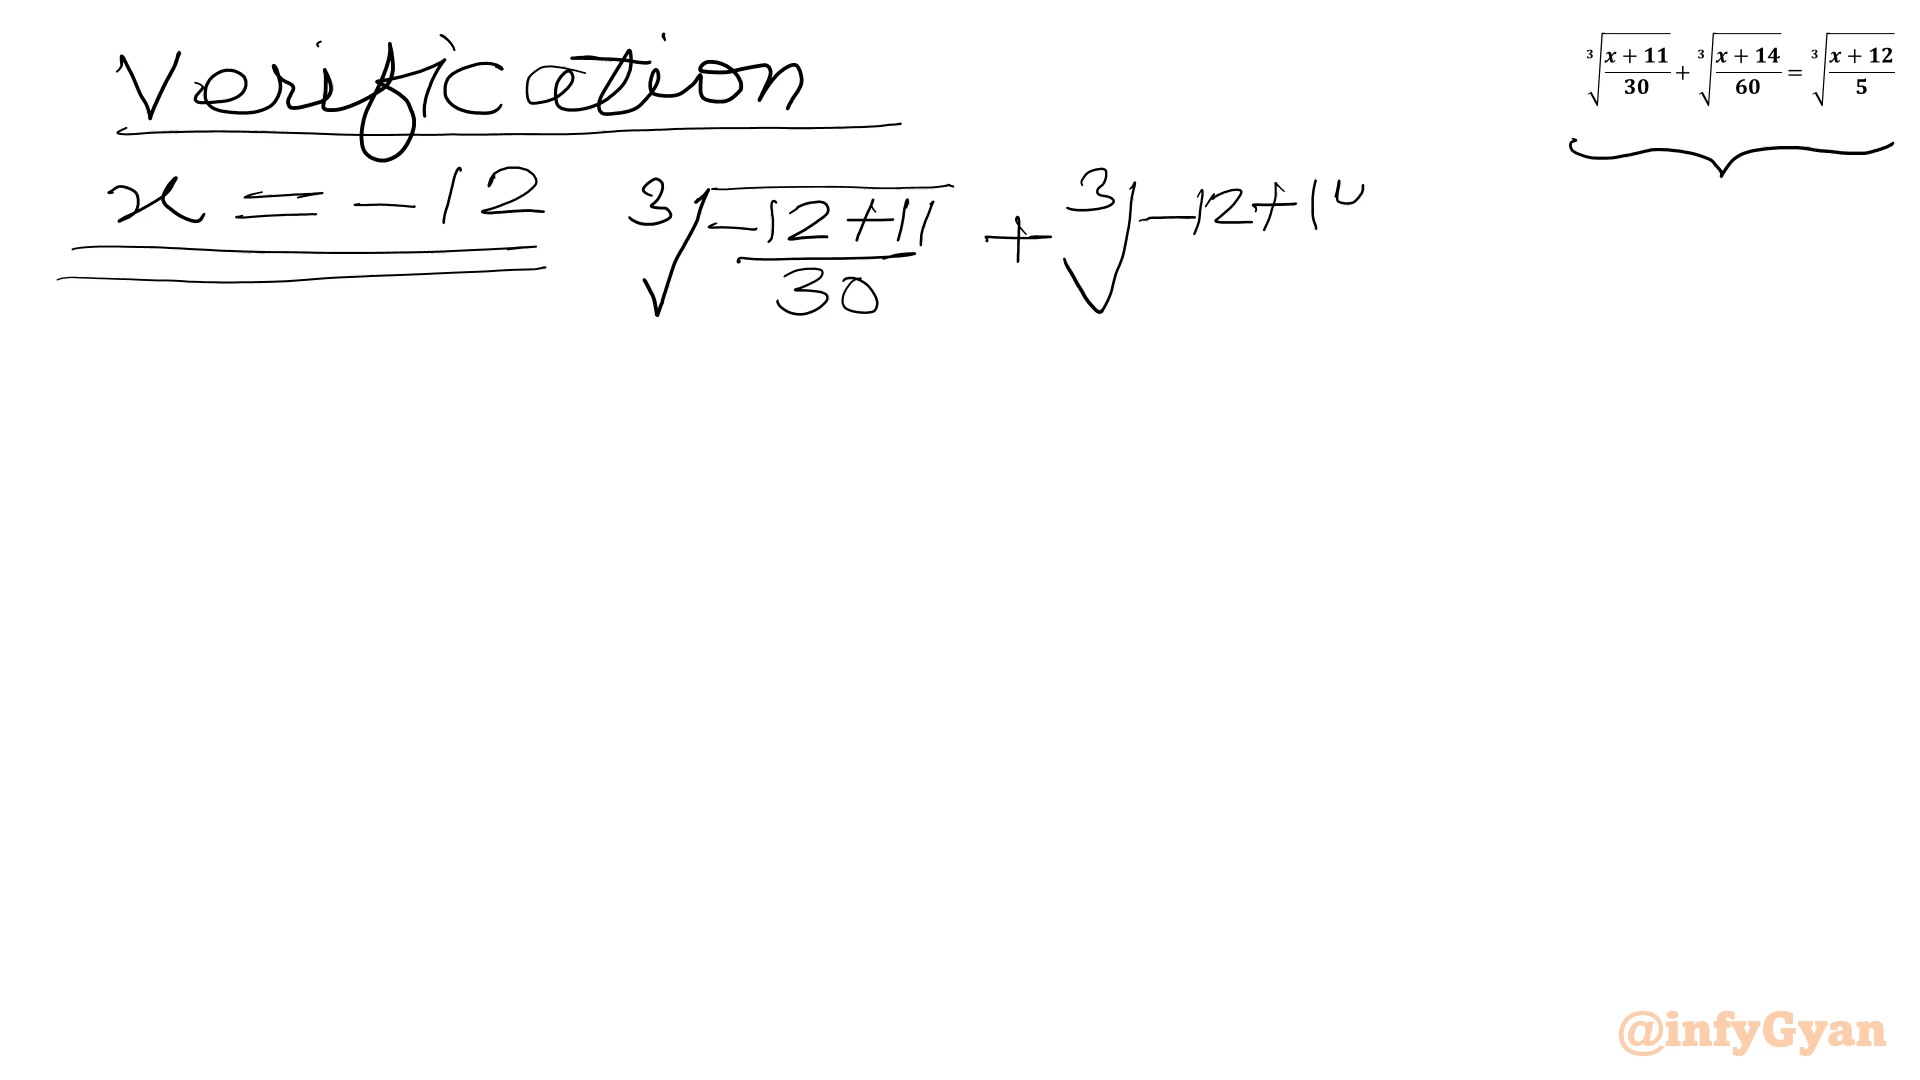 Verification
∛((x + 11)/30) + ∛((x + 14)/60) = ∛((x + 12)/5)
x = -12 ∛((-12+11)/30) + ∛(-12+14
@infyGyan